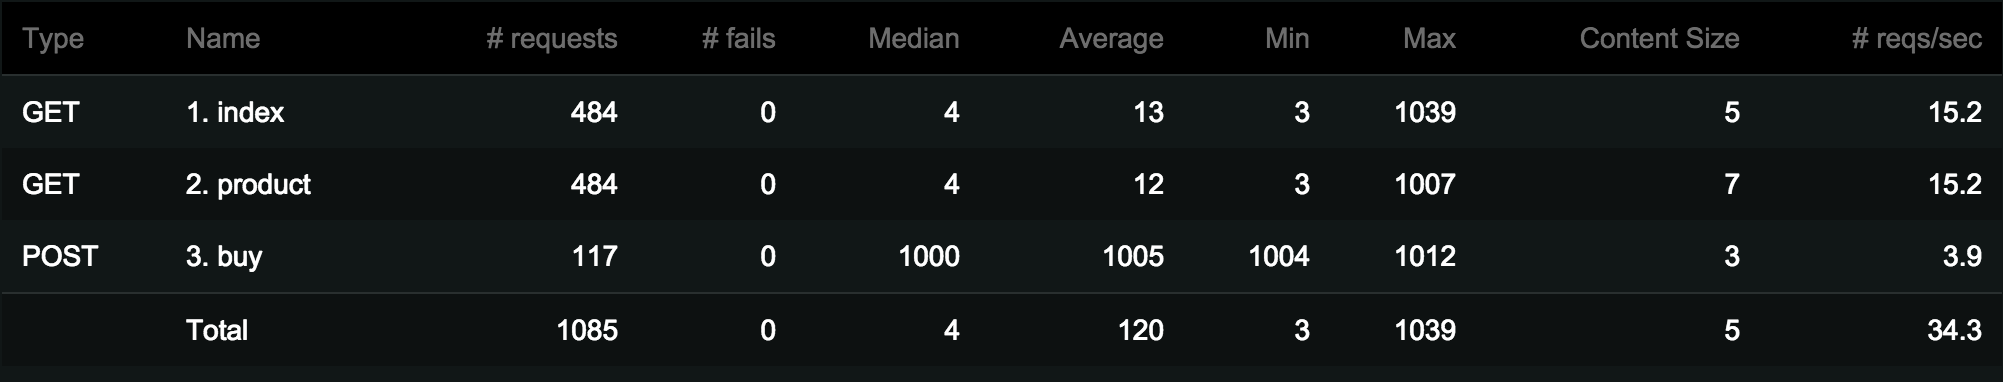 Type Name # requests # fails Median Average Min Max Content Size # reqs/sec
GET 1. index 484 0 4 13 3 1039 5 15.2
GET 2. product 484 0 4 12 3 1007 7 15.2
POST 3. buy 117 0 1000 1005 1004 1012 3 3.9
Total 1085 0 4 120 3 1039 5 34.3